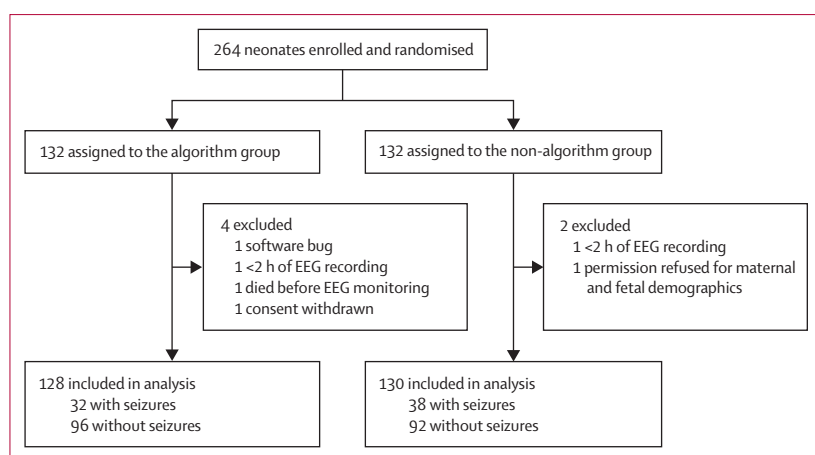 264 neonates enrolled and randomised
132 assigned to the algorithm group
132 assigned to the non-algorithm group
4 excluded
1 software bug
1 <2 h of EEG recording
1 died before EEG monitoring
1 consent withdrawn
2 excluded
1 <2 h of EEG recording
1 permission refused for maternal
and fetal demographics
128 included in analysis
32 with seizures
96 without seizures
130 included in analysis
38 with seizures
92 without seizures